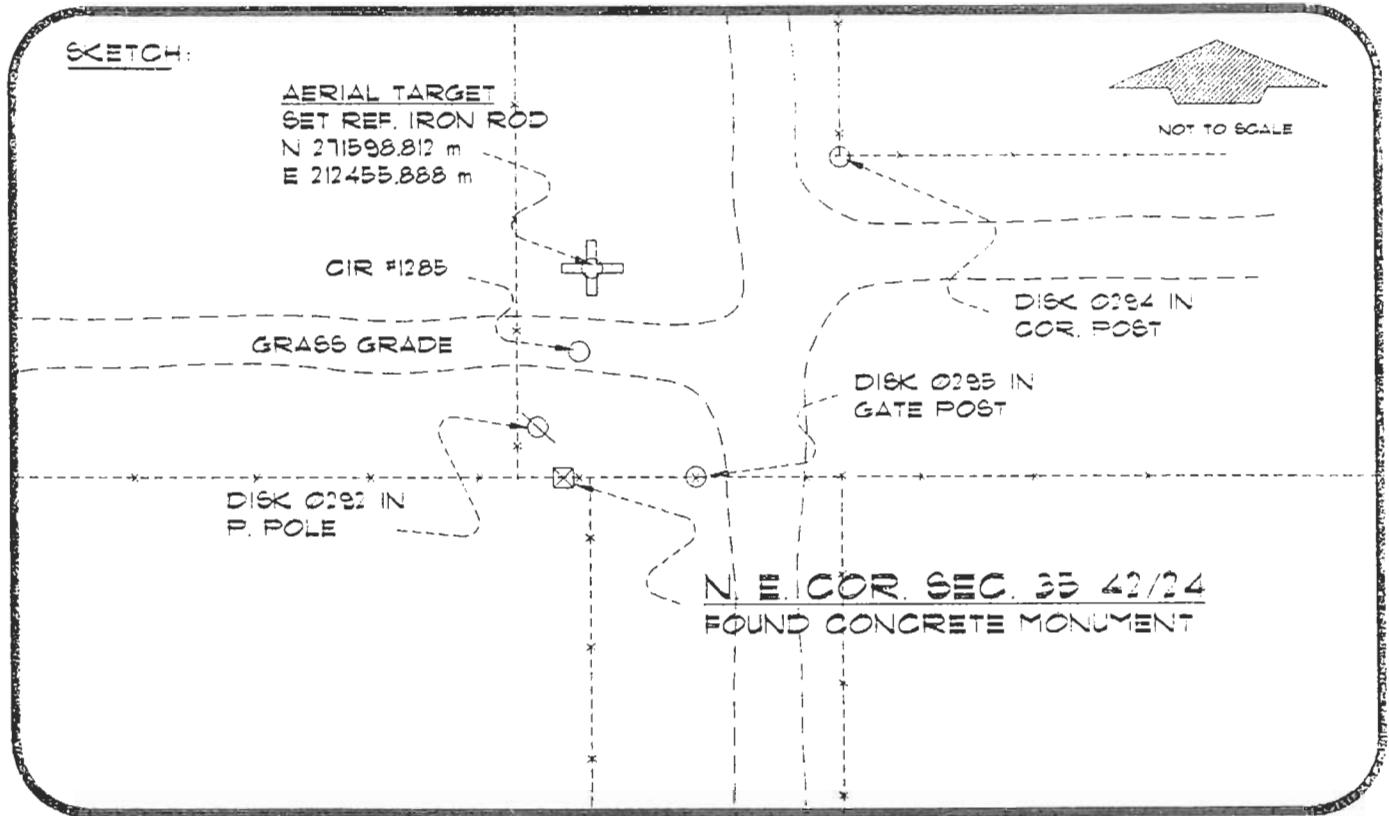 SKETCH:
AERIAL TARGET
SET REF. IRON ROD
N 271598.812 m
E 212455.888 m
NOT TO SCALE
CIR #1285
DISK 0294 IN
COR. POST
GRASS GRADE
DISK 0295 IN
GATE POST
DISK 0292 IN
P. POLE
N. E. COR. SEC. 35 42/24
FOUND CONCRETE MONUMENT